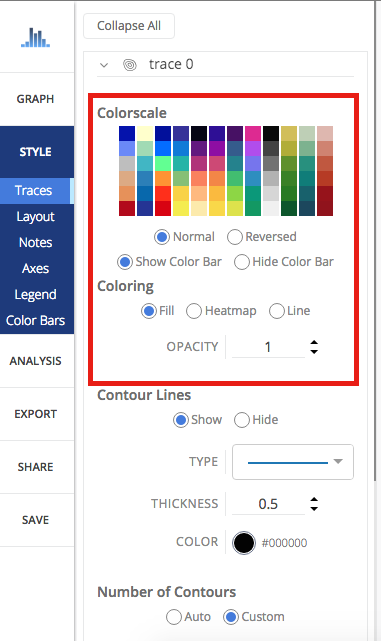 Collapse All
trace 0
GRAPH
STYLE
Traces
Layout
Notes
Axes
Legend
Color Bars
ANALYSIS
EXPORT
SHARE
SAVE
Colorscale
Normal Reversed
Show Color Bar Hide Color Bar
Coloring
Fill Heatmap Line
OPACITY 1
Contour Lines
Show Hide
TYPE
THICKNESS 0.5
COLOR #000000
Number of Contours
Auto Custom